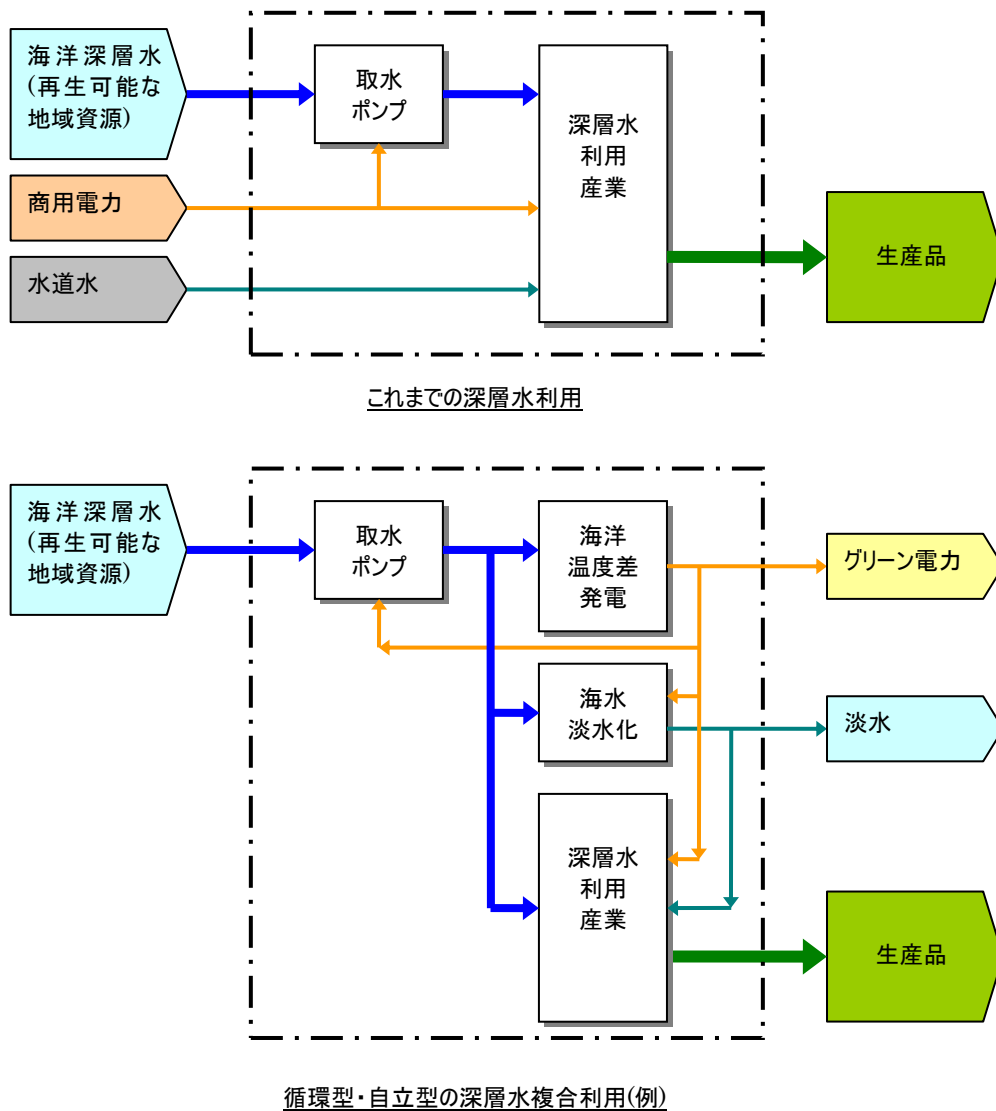 海洋深層水
(再生可能な
地域資源)
取水
ポンプ
深層水
利用
産業
商用電力
水道水
生産品
これまでの深層水利用
海洋深層水
(再生可能な
地域資源)
取水
ポンプ
海洋
温度差
発電
グリーン電力
海水
淡水化
淡水
深層水
利用
産業
生産品
循環型・自立型の深層水複合利用(例)